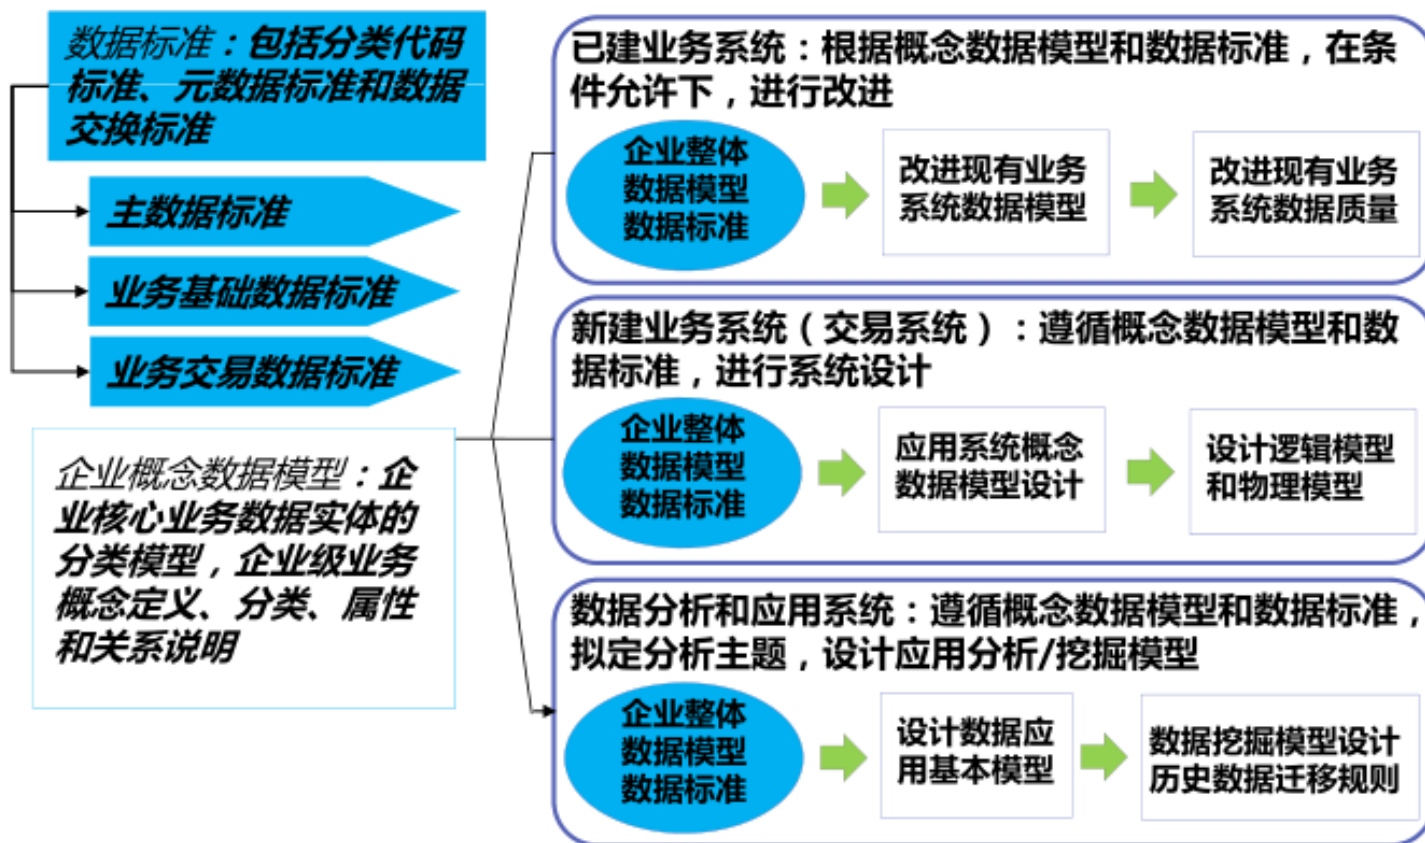 数据标准：包括分类代码
标准、元数据标准和数据
交换标准
主数据标准
业务基础数据标准
业务交易数据标准
企业概念数据模型：企
业核心业务数据实体的
分类模型，企业级业务
概念定义、分类、属性
和关系说明
已建业务系统：根据概念数据模型和数据标准，在条
件允许下，进行改进
企业整体
数据模型
数据标准
改进现有业务
系统数据模型
改进现有业务
系统数据质量
新建业务系统（交易系统）：遵循概念数据模型和数
据标准，进行系统设计
企业整体
数据模型
数据标准
应用系统概念
数据模型设计
设计逻辑模型
和物理模型
数据分析和应用系统：遵循概念数据模型和数据标准，
拟定分析主题，设计应用分析/挖掘模型
企业整体
数据模型
数据标准
设计数据应
用基本模型
数据挖掘模型设计
历史数据迁移规则